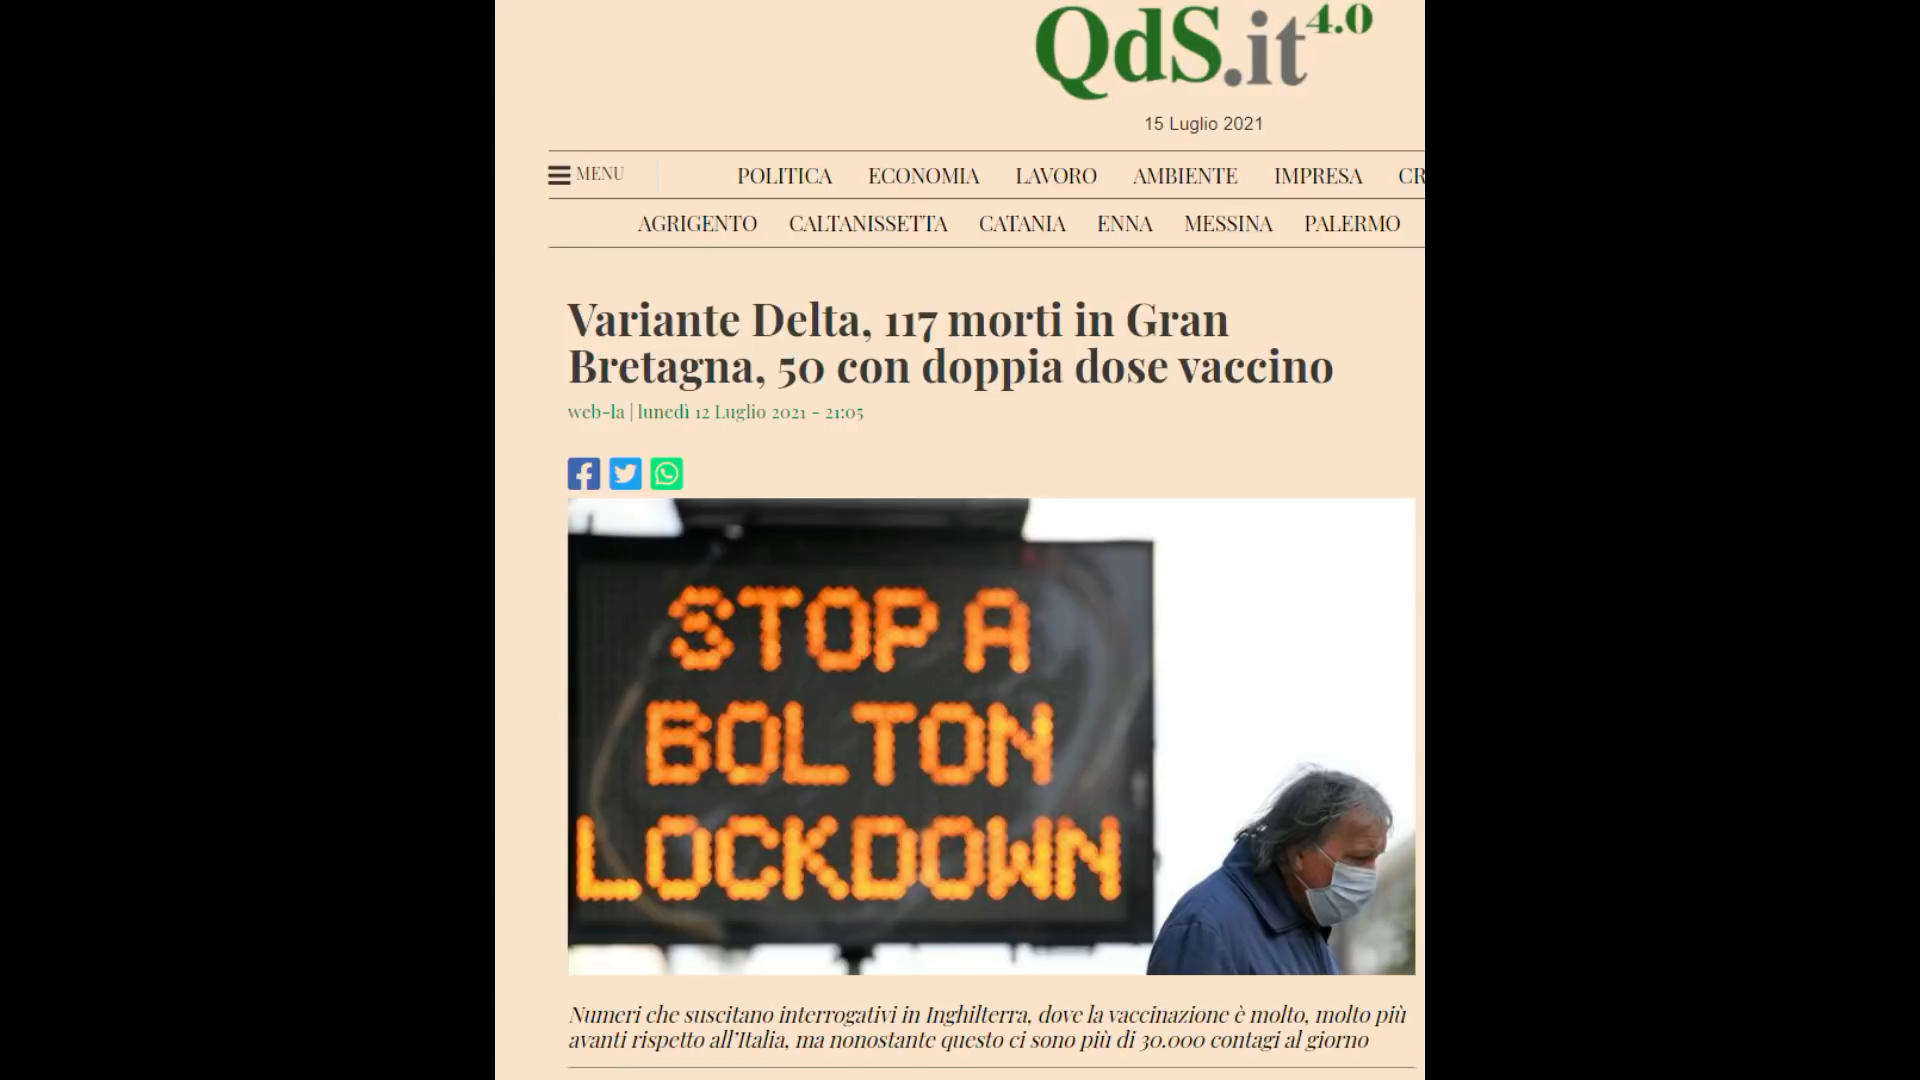 QdS.it 4.0
15 Luglio 2021
MENU POLITICA ECONOMIA LAVORO AMBIENTE IMPRESA CR
AGRIGENTO CALTANISSETTA CATANIA ENNA MESSINA PALERMO
Variante Delta, 117 morti in Gran
Bretagna, 50 con doppia dose vaccino
web-la | lunedì 12 Luglio 2021 - 21:05
STOP A
BOLTON
LOCKDOWN
Numeri che suscitano interrogativi in Inghilterra, dove la vaccinazione è molto, molto più
avanti rispetto all'Italia, ma nonostante questo ci sono più di 30.000 contagi al giorno